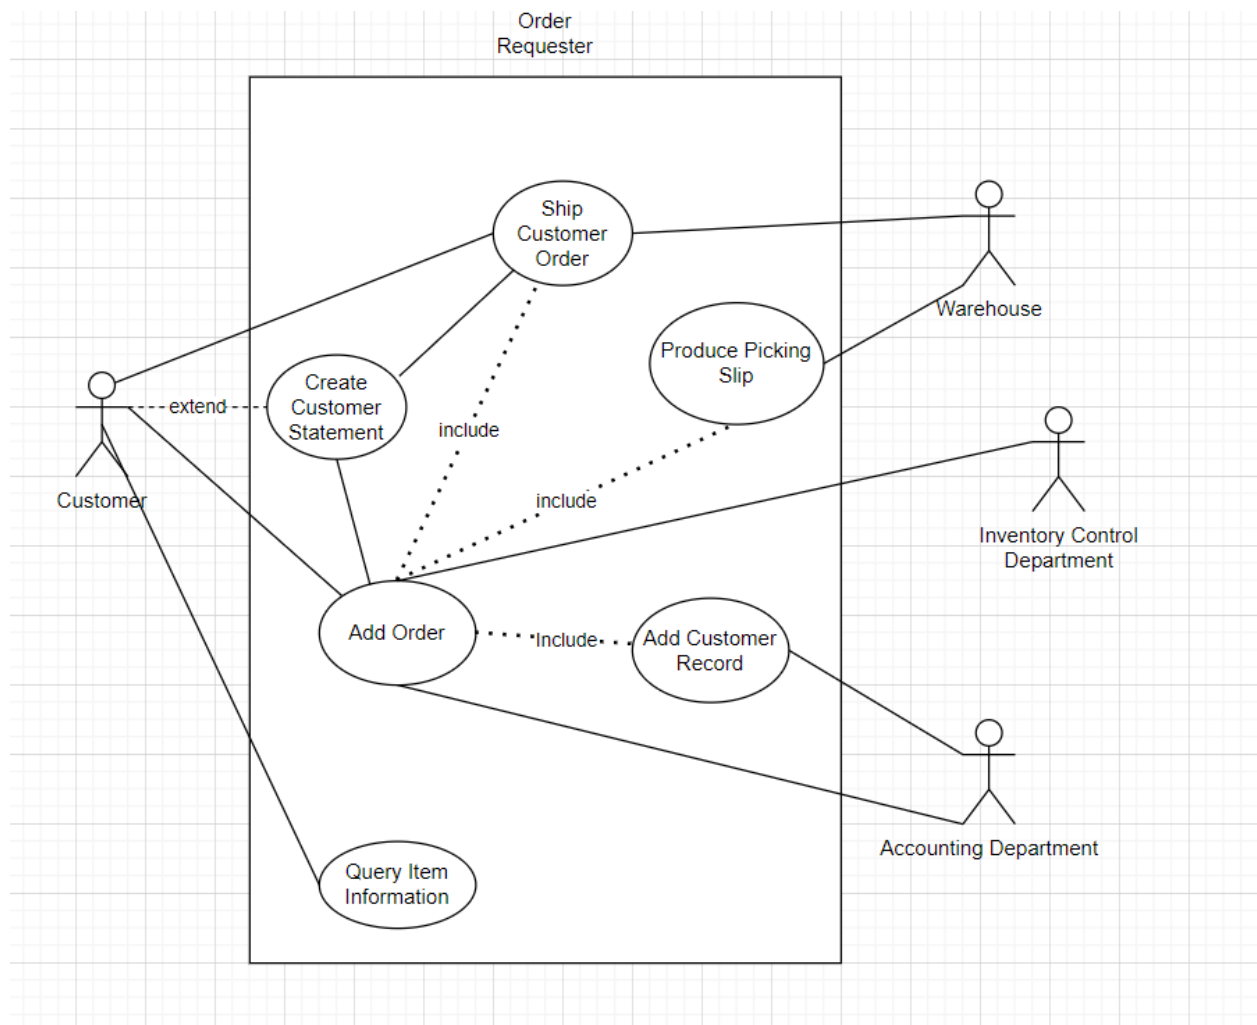 Order
Requester
Ship
Customer
Order
Warehouse
Produce Picking
Slip
Create
Customer
Statement
extend
include
Customer
include
Inventory Control
Department
Add Order
Include
Add Customer
Record
Accounting Department
Query Item
Information